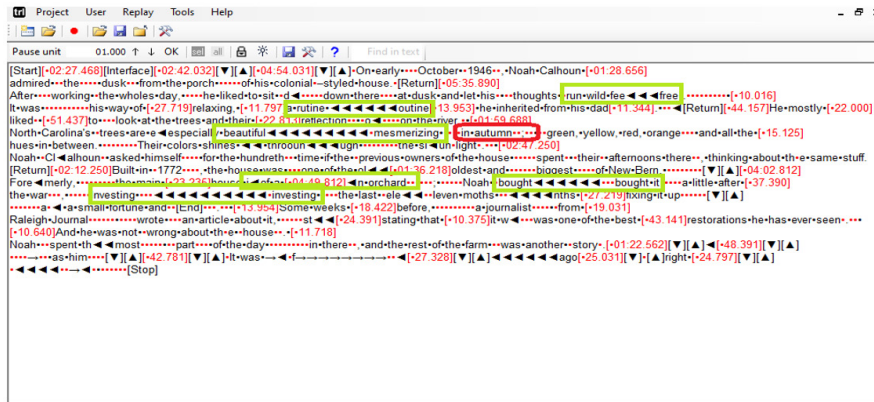 Project User Replay Tools Help
Pause unit 01.000 ↑ ↓ OK sel all ? Find in text
[Start][•02:27.468][Interface][•02:42.032][▼][▲][•04:54.031][▼][▲]•On•early••••October••1946••,•Noah•Calhoun•[•01:28.656]
admired•••the•••••dusk•••from•the•porch•••••of•his•colonial•–styled•house.•[Return][•05:35.890]
After••••working••the•wholes•day,••••he•liked•to•sit••d◄•••••down•there••••at•dusk•and•let•his••••thoughts•run•wild•fee◄◄◄free.••••••••••[•10.016]
It•was••••••••••his•way•of•[•27.719]relaxing,•[•11.797]a•rutine•◄◄◄◄◄◄outine[•13.953]he•inherited•from•his•dad[•11.344].•••◄[Return][•44.157]He•mostly•[•22.000]
liked••[•51.437]to••••look•at•the•trees•and•their•[•22.813]reflection••••o◄••••on•the•river.••[•01:59.688]
North•Carolina's••trees•are•e◄especially•beautiful◄◄◄◄◄◄◄◄◄•mesmerizing••in•autumn••,•••green,•yellow,•red,•orange••••and•all•the[•15.125]
hues•in•between.••••••••Their•colors•shines•◄◄•throoun◄◄◄ugh••••••••the•si◄un•light•.•••[•02:47.250]
Noah••Cl◄alhoun••asked•himself••••for•the•hundreth•••time•if•the••previous•owners•of•the•house••••••spent•••their••afternoons•there••,•thinking•about•th•e•same•stuff.
[Return][•02:12.250]Built•in••1772••••,•the•house•was••••one•of•the•ol◄◄[•01:36.218]oldest•and••••••biggest••••of•New•Bern.••••••••[▼][▲][•04:02.812]
Fore◄merly,••••••••the•main•[•23.235] [•04:49.812]◄n•orchard••••;•••••Noah••bought◄◄◄◄◄◄•••bought•it••••a•little•after[•37.390]
the•war•••,•••••nvesting••••◄◄◄◄◄◄◄◄◄investing••••the•last••ele◄◄••leven•moths••••◄◄◄◄nths•[•27.219]fixing•it•up•••••[▼][▲]
•••••••a•◄•a•small•fortune•and••[End]••.•••[•13.954]Some•weeks•[•18.422]before,••••••••a•journalist•••••from•[•19.031]
Raleigh•Journal••••••••wrote••••an•article•about•it,•••••st◄◄[•24.391]stating•that•[•10.375]it•w◄•••was•one•of•the•best[•43.141]restorations•he•has•ever•seen•.•••
[•10.640]And•he•was•not••wrong•about•th•e••house••.•[•11.718]
Noah•••spent•th◄◄most•••••••part••••of•the•day••••••••••in•there••,•and•the•rest•of•the•farm•••was•another••story•.[•01:22.562][▼][▲]◄[•48.391][▼][▲]
••••→•••as•him••••[▼][▲][•42.781][▼][▲]•It•was•→◄•f→→→→→→→→••◄[•27.328][▼][▲]◄◄◄◄◄◄ago[•25.031][▼]•[▲]right•[•24.797][▼][▲]
•◄◄◄◄••→◄•••••••[Stop]